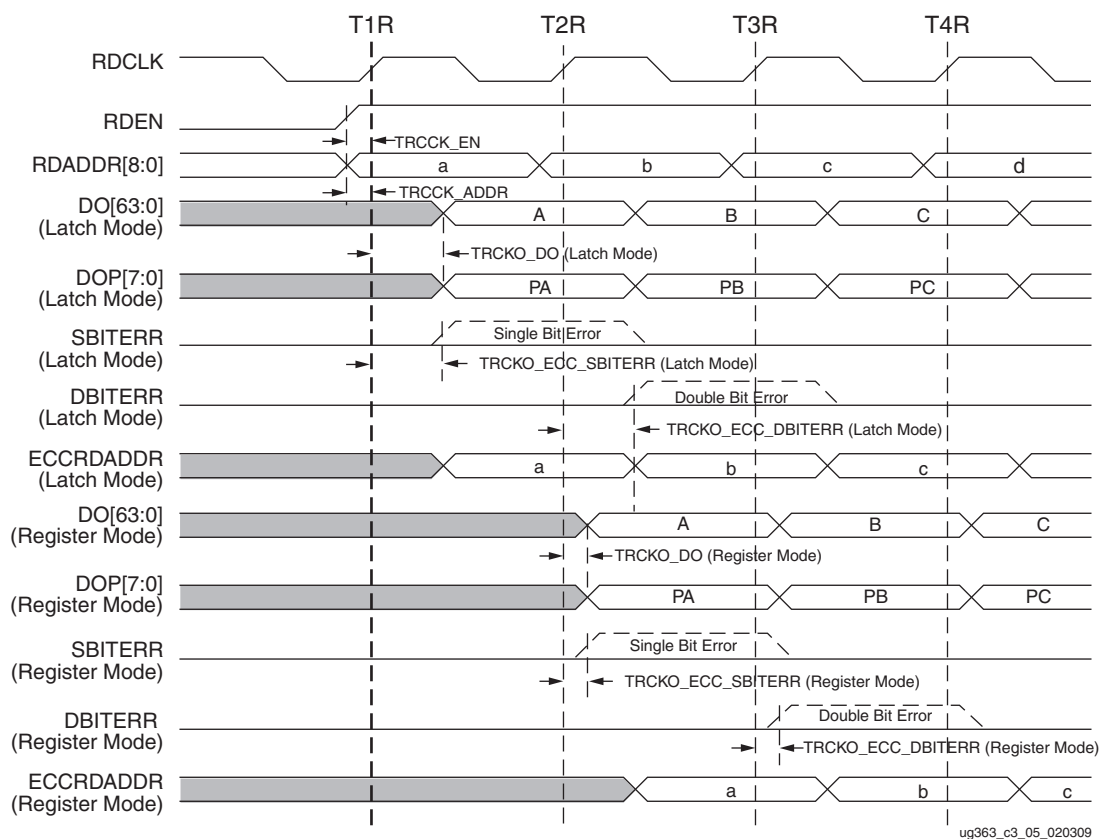 T1R T2R T3R T4R
RDCLK
RDEN
TRCCK_EN
RDADDR[8:0] a b c d
TRCCK_ADDR
DO[63:0]
(Latch Mode) A B C
TRCKO_DO (Latch Mode)
DOP[7:0]
(Latch Mode) PA PB PC
SBITERR
(Latch Mode) Single Bit Error
TRCKO_ECC_SBITERR (Latch Mode)
DBITERR
(Latch Mode) Double Bit Error
TRCKO_ECC_DBITERR (Latch Mode)
ECCRDADDR
(Latch Mode) a b c
DO[63:0]
(Register Mode) A B C
TRCKO_DO (Register Mode)
DOP[7:0]
(Register Mode) PA PB PC
SBITERR
(Register Mode) Single Bit Error
TRCKO_ECC_SBITERR (Register Mode)
DBITERR
(Register Mode) Double Bit Error
TRCKO_ECC_DBITERR (Register Mode)
ECCRDADDR
(Register Mode) a b c
ug363_c3_05_020309